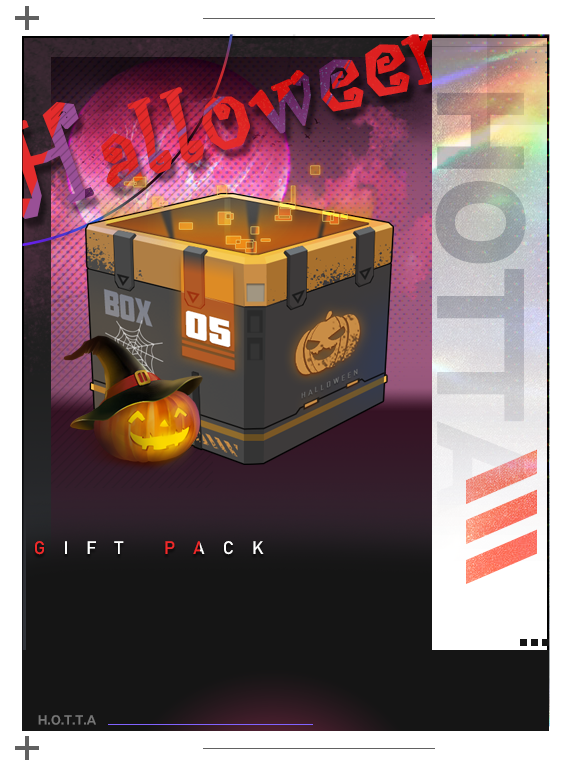 Halloween
HOTTA
BOX
05
HALLOWEEN
GIFT PACK
H.O.T.T.A